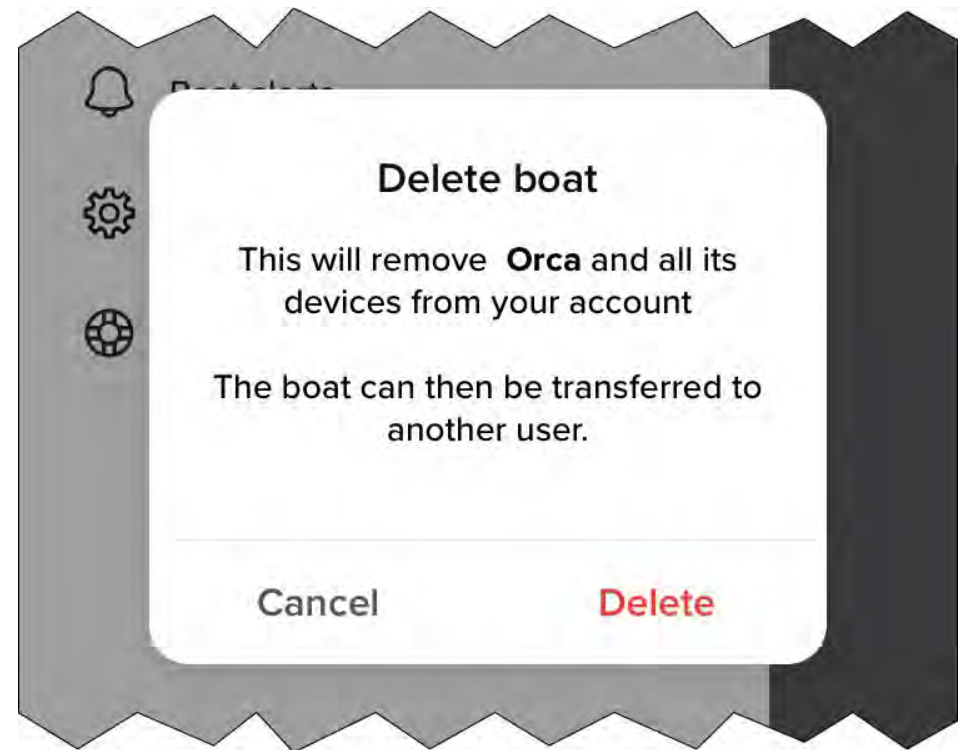 Delete boat
This will remove Orca and all its
devices from your account
The boat can then be transferred to
another user.
Cancel
Delete